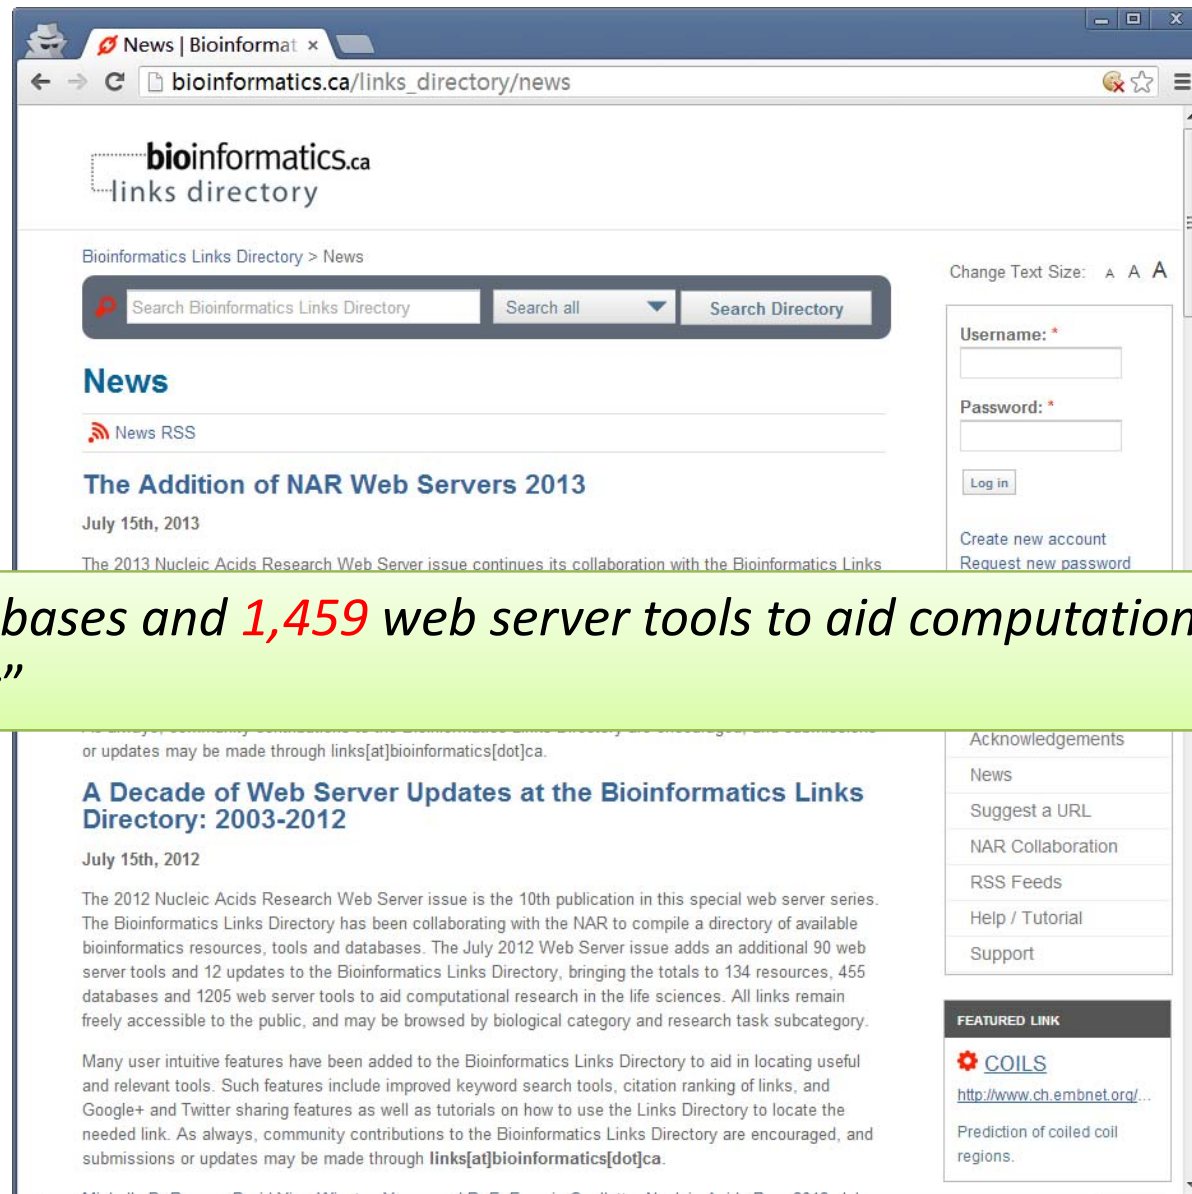 News | Bioinformat ×
bioinformatics.ca/links_directory/news
bioinformatics.ca
links directory
Bioinformatics Links Directory > News
Change Text Size: A A A
Search Bioinformatics Links Directory
Search all
Search Directory
Username: *
Password: *
Log in
Create new account
Request new password
News
News RSS
The Addition of NAR Web Servers 2013
July 15th, 2013
The 2013 Nucleic Acids Research Web Server issue continues its collaboration with the Bioinformatics Links
bases and 1,459 web server tools to aid computation
”
or updates may be made through links[at]bioinformatics[dot]ca.
A Decade of Web Server Updates at the Bioinformatics Links
Directory: 2003-2012
July 15th, 2012
The 2012 Nucleic Acids Research Web Server issue is the 10th publication in this special web server series.
The Bioinformatics Links Directory has been collaborating with the NAR to compile a directory of available
bioinformatics resources, tools and databases. The July 2012 Web Server issue adds an additional 90 web
server tools and 12 updates to the Bioinformatics Links Directory, bringing the totals to 134 resources, 455
databases and 1205 web server tools to aid computational research in the life sciences. All links remain
freely accessible to the public, and may be browsed by biological category and research task subcategory.
Many user intuitive features have been added to the Bioinformatics Links Directory to aid in locating useful
and relevant tools. Such features include improved keyword search tools, citation ranking of links, and
Google+ and Twitter sharing features as well as tutorials on how to use the Links Directory to locate the
needed link. As always, community contributions to the Bioinformatics Links Directory are encouraged, and
submissions or updates may be made through links[at]bioinformatics[dot]ca.
Acknowledgements
News
Suggest a URL
NAR Collaboration
RSS Feeds
Help / Tutorial
Support
FEATURED LINK
COILS
http://www.ch.embnet.org/...
Prediction of coiled coil
regions.